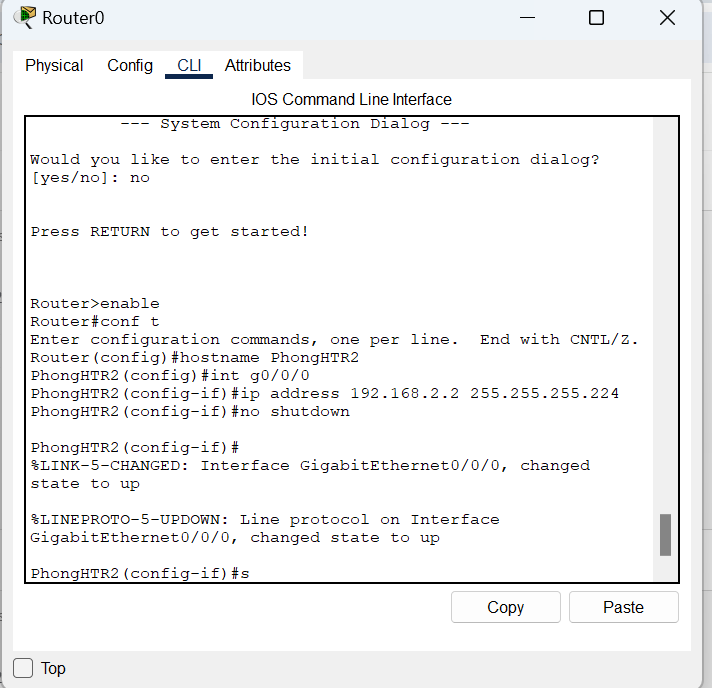 Router0
Physical Config CLI Attributes
IOS Command Line Interface
--- System Configuration Dialog ---
Would you like to enter the initial configuration dialog?
[yes/no]: no
Press RETURN to get started!
Router>enable
Router#conf t
Enter configuration commands, one per line.  End with CNTL/Z.
Router(config)#hostname PhongHTR2
PhongHTR2(config)#int g0/0/0
PhongHTR2(config-if)#ip address 192.168.2.2 255.255.255.224
PhongHTR2(config-if)#no shutdown
PhongHTR2(config-if)#
%LINK-5-CHANGED: Interface GigabitEthernet0/0/0, changed
state to up
%LINEPROTO-5-UPDOWN: Line protocol on Interface
GigabitEthernet0/0/0, changed state to up
PhongHTR2(config-if)#s
Copy Paste
Top